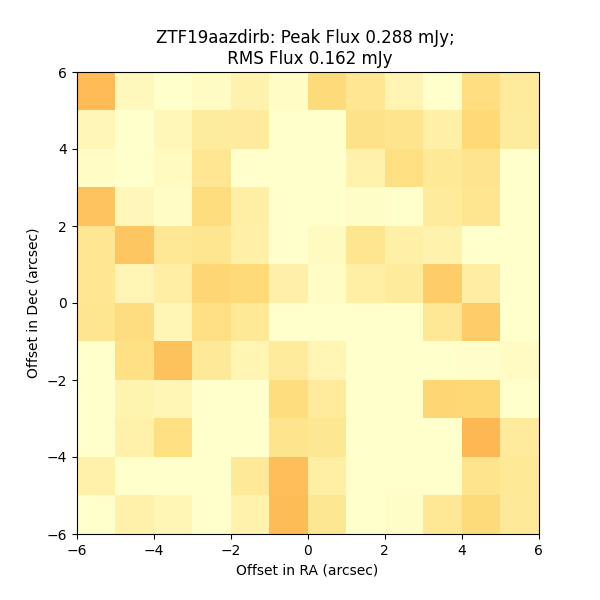 ZTF19aazdirb: Peak Flux 0.288 mJy;
RMS Flux 0.162 mJy
6
4
2
0
−2
−4
−6
Offset in Dec (arcsec)
−6 −4 −2 0 2 4 6
Offset in RA (arcsec)